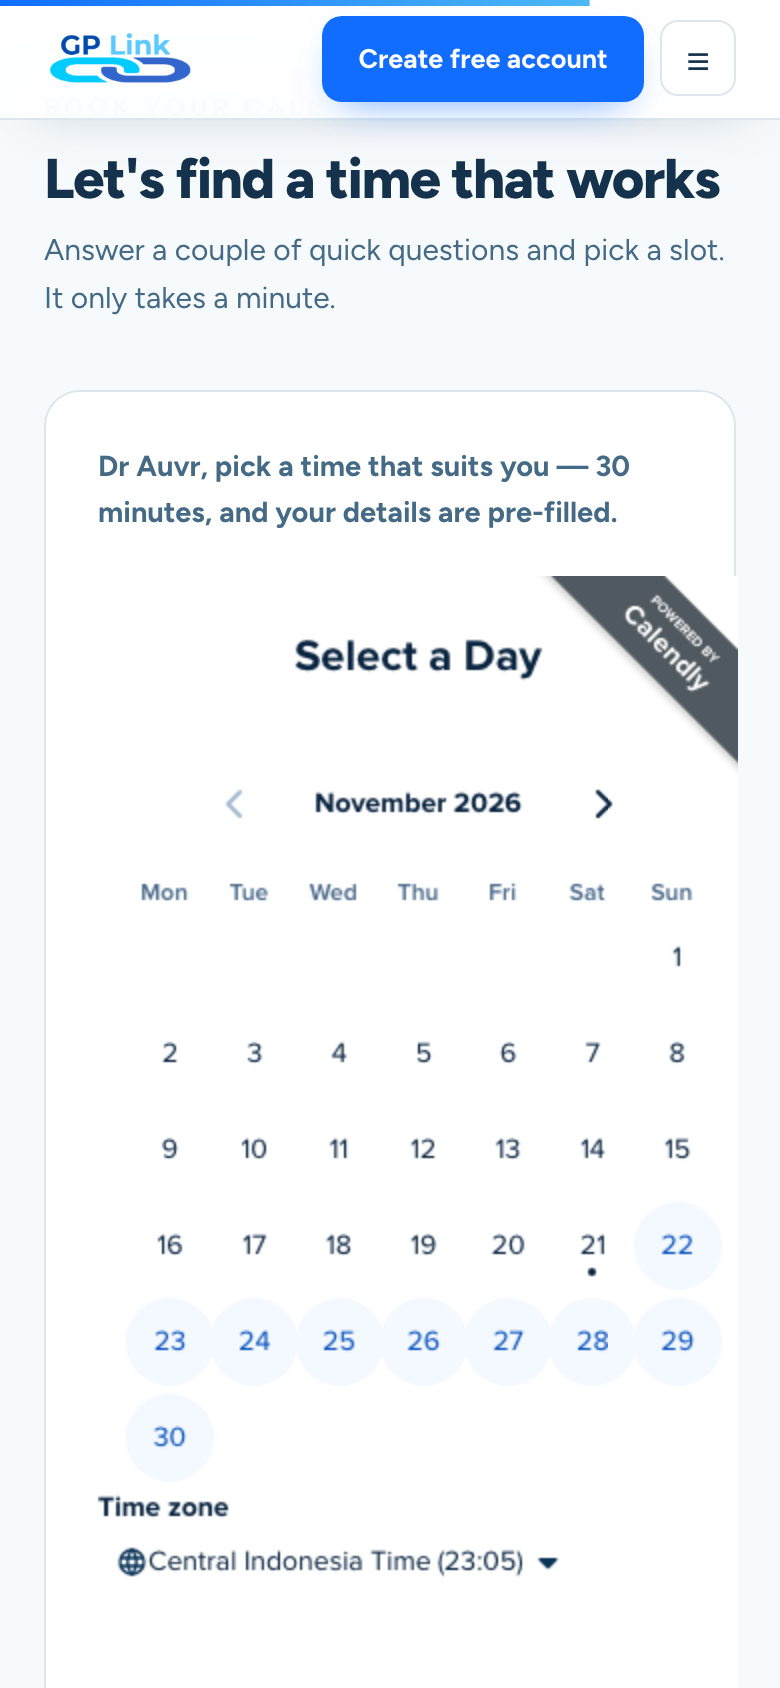 GP Link
Create free account
BOOK YOUR CALL
Let's find a time that works
Answer a couple of quick questions and pick a slot.
It only takes a minute.
Dr Auvr, pick a time that suits you — 30
minutes, and your details are pre-filled.
POWERED BY
Calendly
Select a Day
November 2026
Mon Tue Wed Thu Fri Sat Sun
1
2 3 4 5 6 7 8
9 10 11 12 13 14 15
16 17 18 19 20 21 22
23 24 25 26 27 28 29
30
Time zone
Central Indonesia Time (23:05)